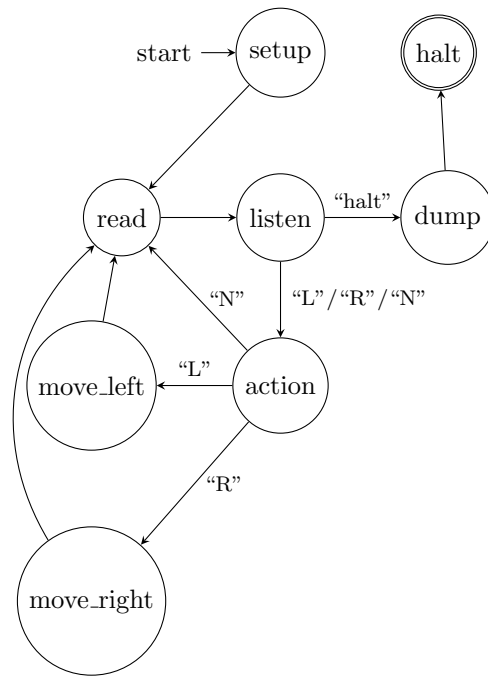 start
setup
halt
read
listen
“halt”
dump
“N”
“L”/“R”/“N”
move_left
“L”
action
“R”
move_right